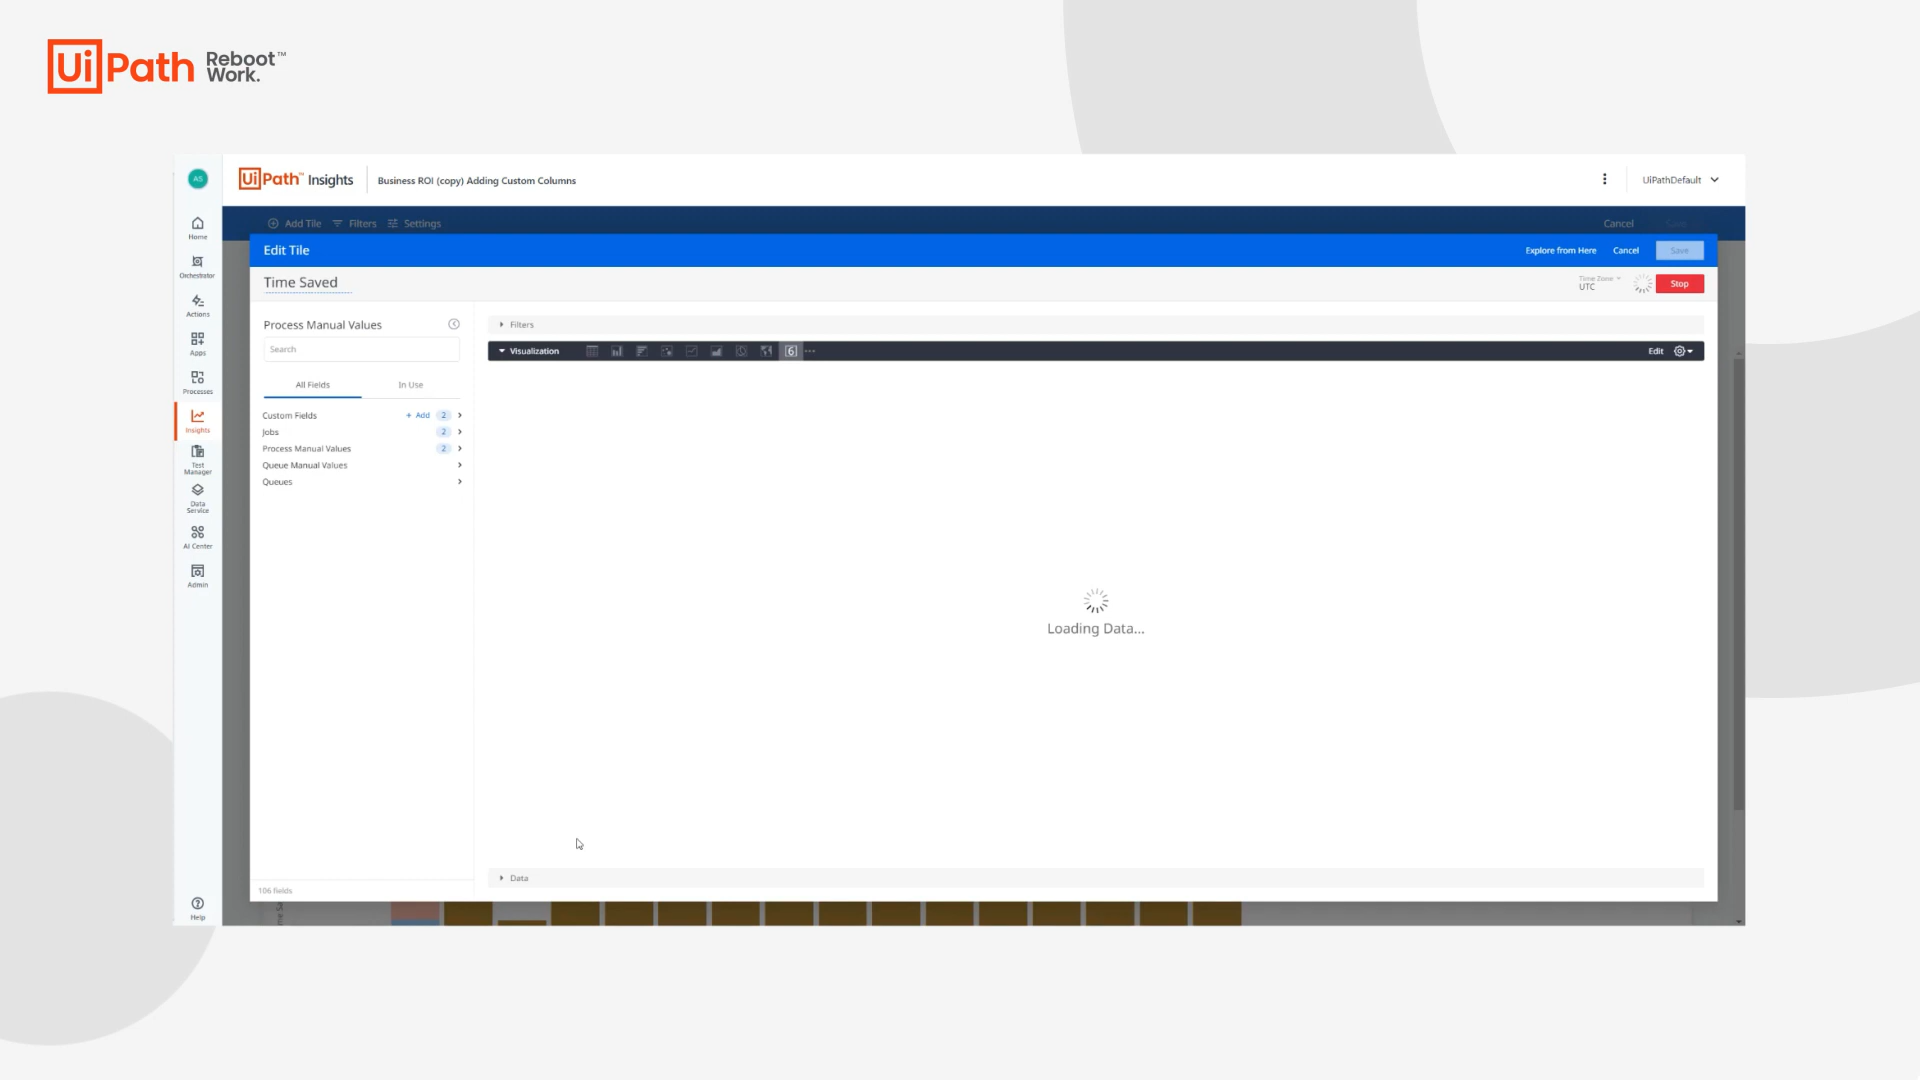 UiPath Reboot™
Work.
AS
UiPath™ Insights
Business ROI (copy) Adding Custom Columns
UiPathDefault
Add Tile
Filters
Settings
Cancel
Edit Tile
Explore from Here
Cancel
Save
Time Saved
Time Zone
UTC
Stop
Home
Orchestrator
Actions
Apps
Processes
Insights
Test
Manager
Data
Service
AI Center
Admin
Help
Process Manual Values
Search
All Fields
In Use
Custom Fields
+ Add
2
Jobs
2
Process Manual Values
2
Queue Manual Values
Queues
106 fields
Filters
Visualization
6
Edit
Loading Data...
Data